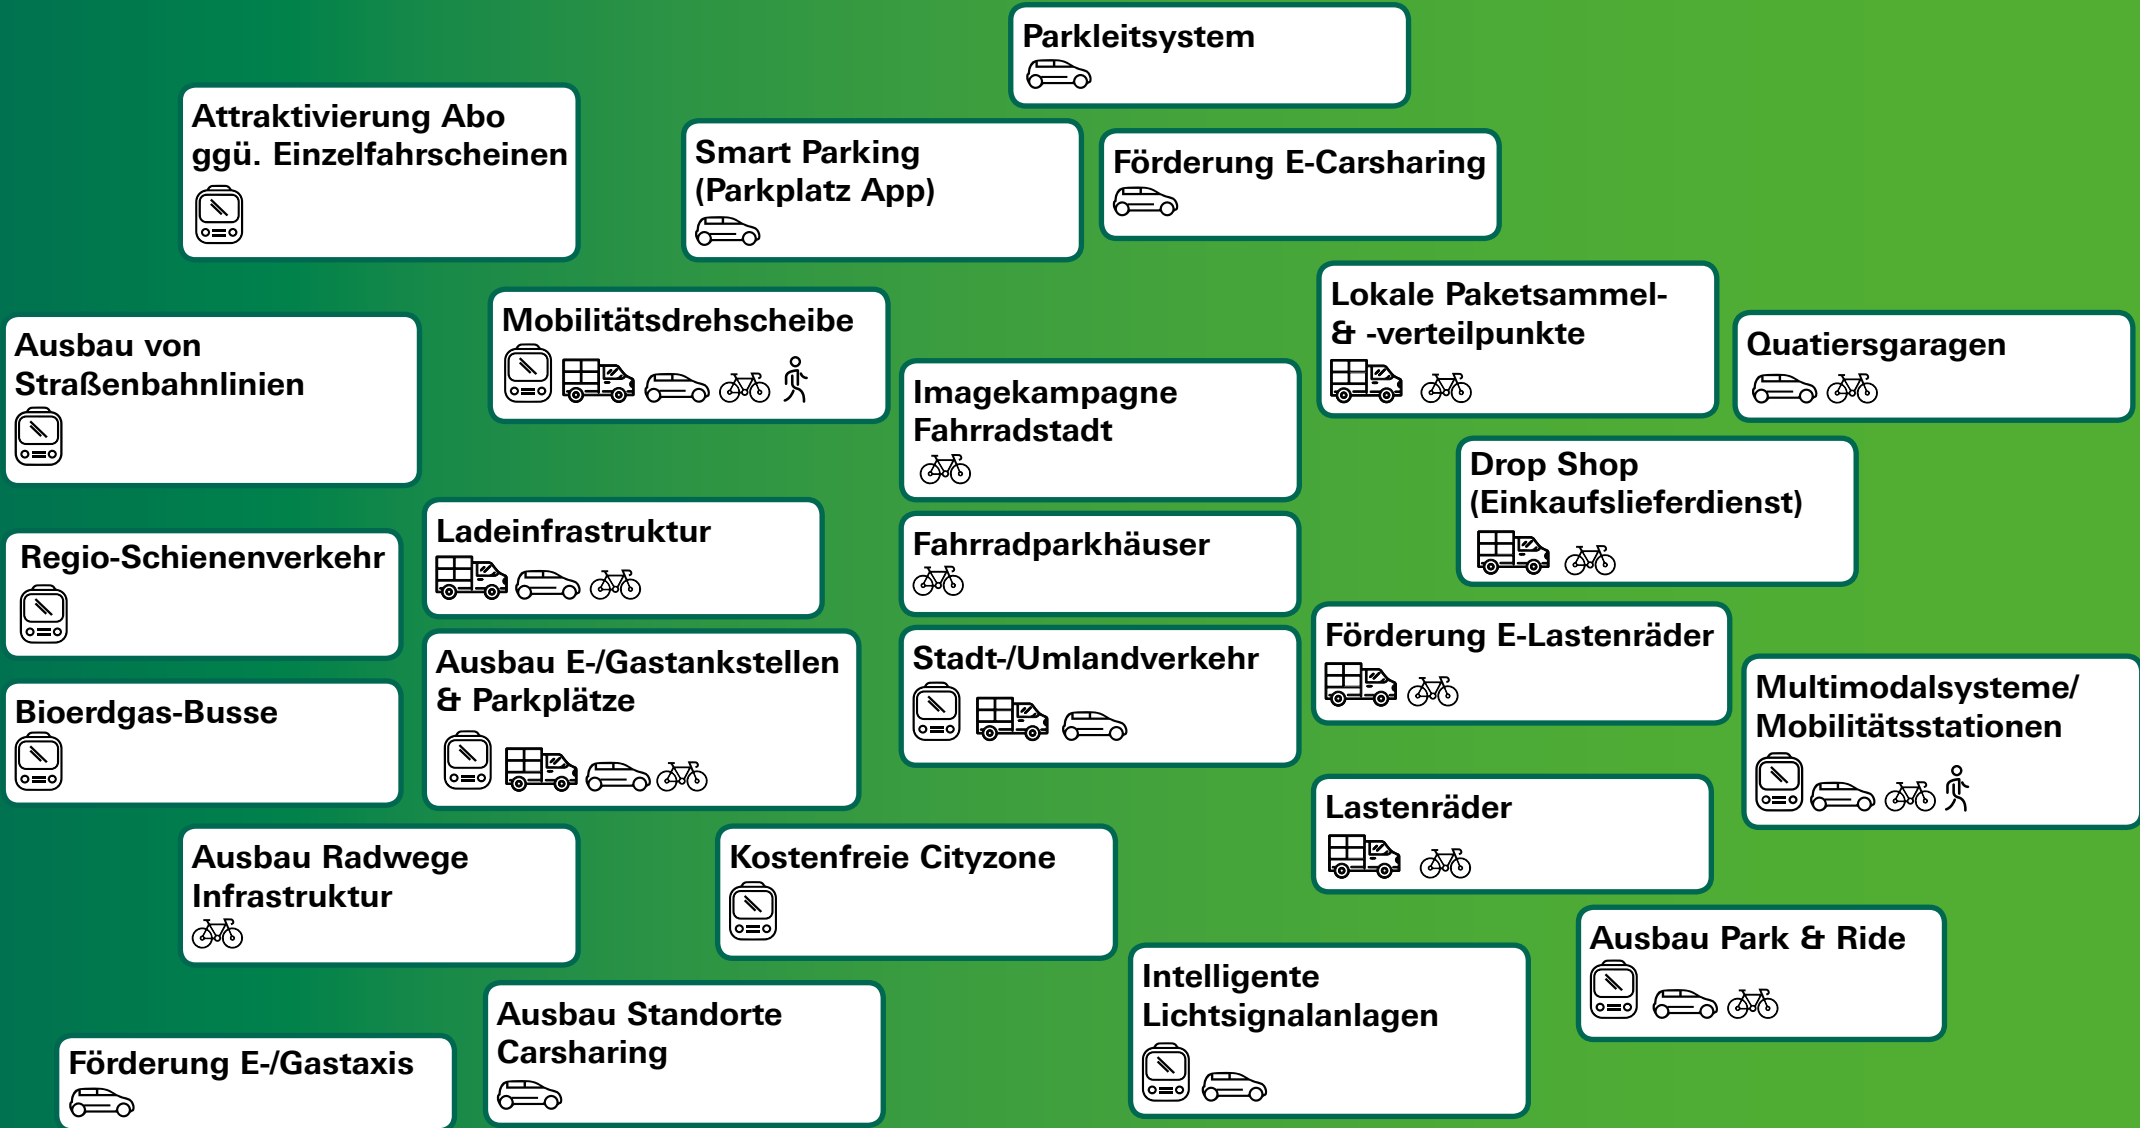 Parkleitsystem
Attraktivierung Abo
ggü. Einzelfahrscheinen
Smart Parking
(Parkplatz App)
Förderung E-Carsharing
Lokale Paketsammel-
& -verteilpunkte
Mobilitätsdrehscheibe
Quatiersgaragen
Ausbau von
Straßenbahnlinien
Imagekampagne
Fahrradstadt
Drop Shop
(Einkaufslieferdienst)
Ladeinfrastruktur
Fahrradparkhäuser
Regio-Schienenverkehr
Förderung E-Lastenräder
Stadt-/Umlandverkehr
Ausbau E-/Gastankstellen
& Parkplätze
Multimodalsysteme/
Mobilitätsstationen
Bioerdgas-Busse
Lastenräder
Ausbau Radwege
Infrastruktur
Kostenfreie Cityzone
Ausbau Park & Ride
Intelligente
Lichtsignalanlagen
Ausbau Standorte
Carsharing
Förderung E-/Gastaxis